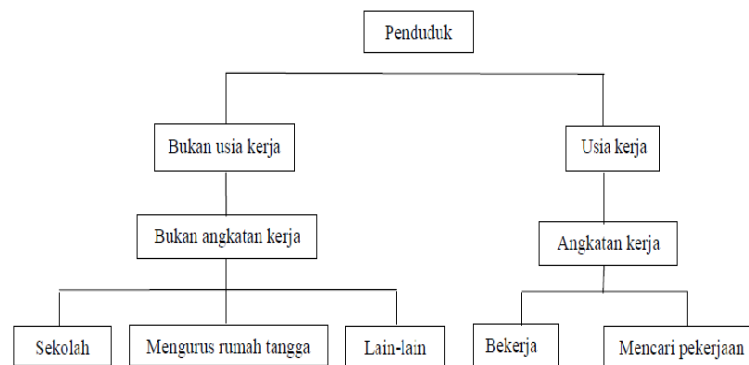 Penduduk
Bukan usia kerja
Usia kerja
Bukan angkatan kerja
Angkatan kerja
Sekolah
Mengurus rumah tangga
Lain-lain
Bekerja
Mencari pekerjaan